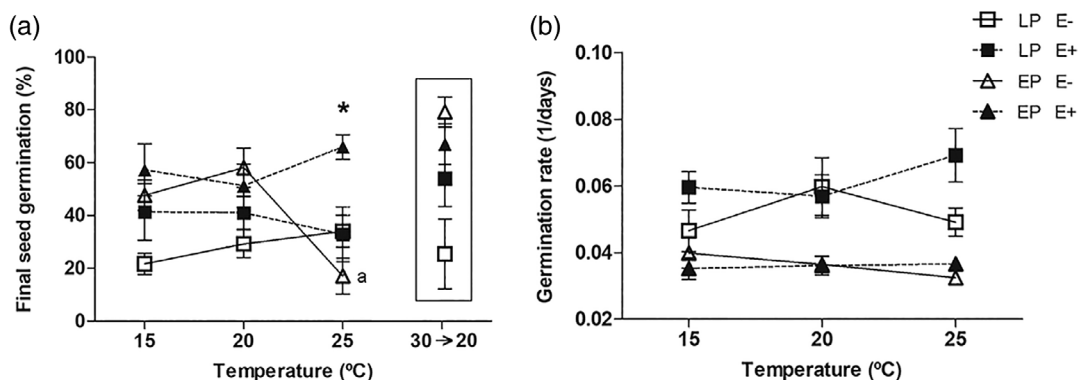 (a)
Final seed germination (%)
100
80
60
40
20
0
*
a
15
20
25
30→20
Temperature (ºC)
(b)
Germination rate (1/days)
0.10
0.08
0.06
0.04
0.02
15
20
25
Temperature (ºC)
LP E-
LP E+
EP E-
EP E+